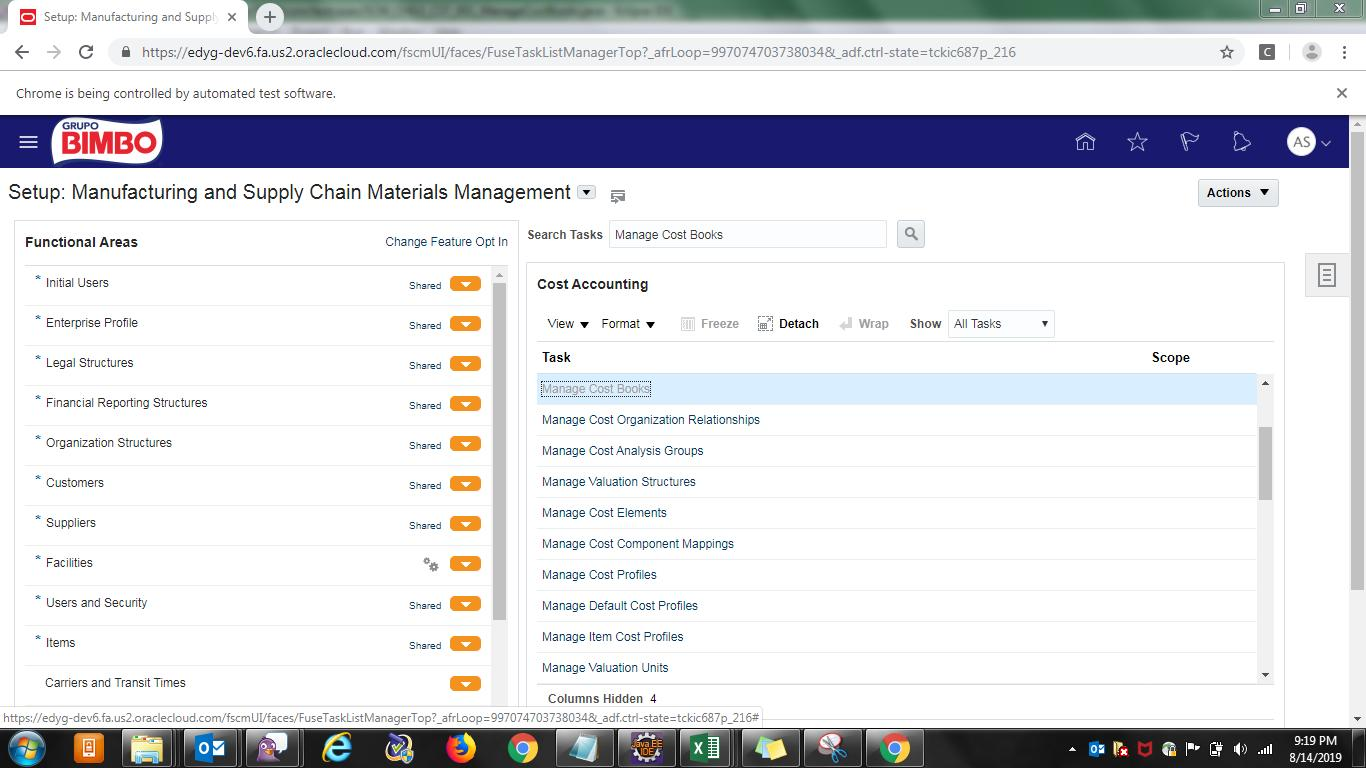 Setup: Manufacturing and Supply
https://edyg-dev6.fa.us2.oraclecloud.com/fscmUI/faces/FuseTaskListManagerTop?_afrLoop=997074703738034&_adf.ctrl-state=tckic687p_216
C
Chrome is being controlled by automated test software.
GRUPO
BIMBO
AS
Setup: Manufacturing and Supply Chain Materials Management
Actions
Functional Areas
Change Feature Opt In
* Initial Users Shared
* Enterprise Profile Shared
* Legal Structures Shared
* Financial Reporting Structures Shared
* Organization Structures Shared
* Customers Shared
* Suppliers Shared
* Facilities
* Users and Security Shared
* Items Shared
Carriers and Transit Times
Search Tasks Manage Cost Books
Cost Accounting
View Format Freeze Detach Wrap Show All Tasks
Task Scope
Manage Cost Books
Manage Cost Organization Relationships
Manage Cost Analysis Groups
Manage Valuation Structures
Manage Cost Elements
Manage Cost Component Mappings
Manage Cost Profiles
Manage Default Cost Profiles
Manage Item Cost Profiles
Manage Valuation Units
Columns Hidden 4
https://edyg-dev6.fa.us2.oraclecloud.com/fscmUI/faces/FuseTaskListManagerTop?_afrLoop=997074703738034&_adf.ctrl-state=tckic687p_216#
Java EE
IDE
9:19 PM
8/14/2019